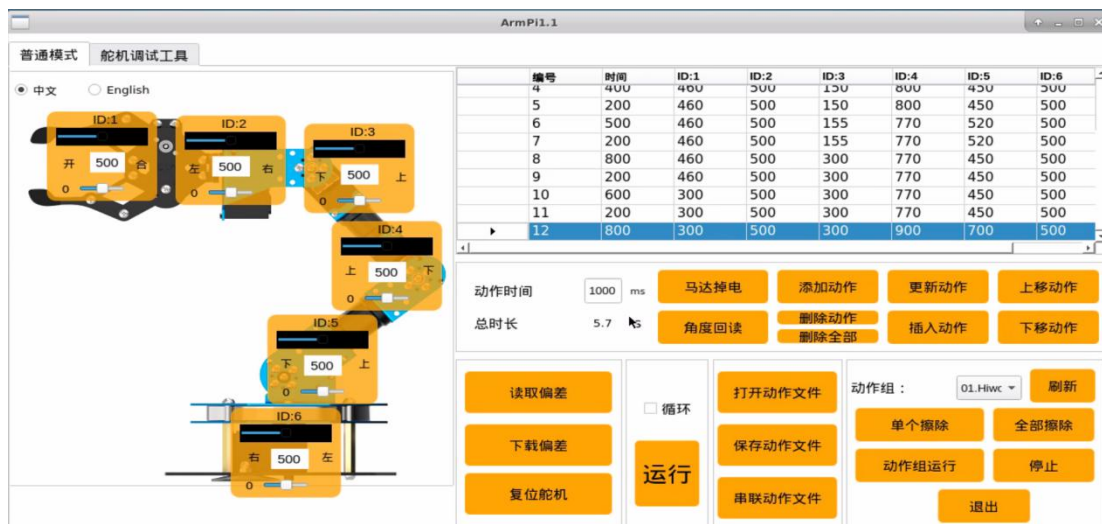 ArmPi1.1
普通模式 舵机调试工具
中文 English
ID:1
开 500 合
0
ID:2
左 500 右
0
ID:3
下 500 上
0
ID:4
上 500 下
0
ID:5
下 500 上
0
ID:6
右 500 左
0
编号 时间 ID:1 ID:2 ID:3 ID:4 ID:5 ID:6
4 400 460 500 150 800 450 500
5 200 460 500 150 800 450 500
6 500 460 500 155 770 520 500
7 200 460 500 155 770 520 500
8 800 460 500 300 770 450 500
9 200 460 500 300 770 450 500
10 600 300 500 300 770 450 500
11 200 300 500 300 770 450 500
12 800 300 500 300 900 700 500
动作时间 1000 ms 马达掉电 添加动作 更新动作 上移动作
总时长 5.7 S 角度回读 删除动作 插入动作 下移动作
删除全部
读取偏差
下载偏差
复位舵机
循环
运行
打开动作文件
保存动作文件
串联动作文件
动作组： 01.Hiwc 刷新
单个擦除 全部擦除
动作组运行 停止
退出